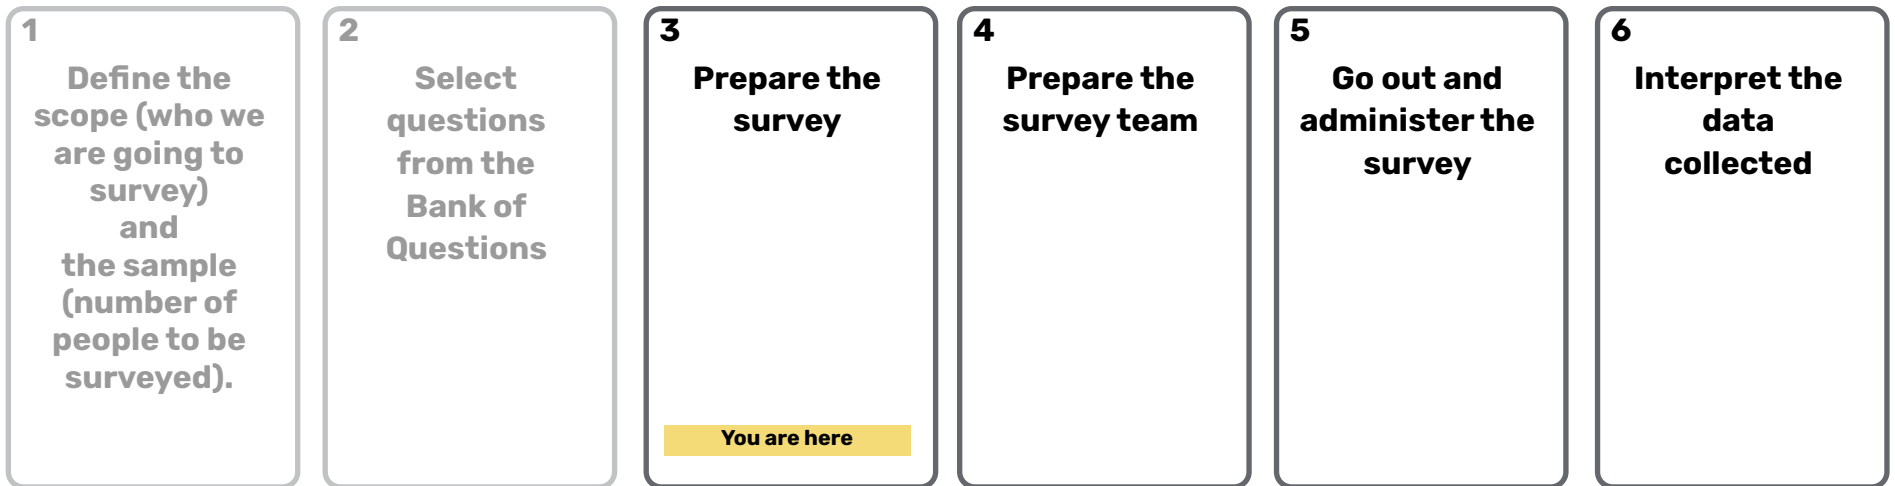 1
Define the
scope (who we
are going to
survey)
and
the sample
(number of
people to be
surveyed).
2
Select
questions
from the
Bank of
Questions
3
Prepare the
survey
You are here
4
Prepare the
survey team
5
Go out and
administer the
survey
6
Interpret the
data
collected